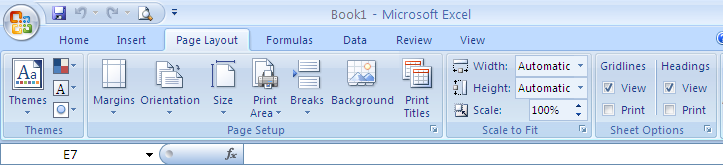 Book1 - Microsoft Excel
Home Insert Page Layout Formulas Data Review View
Aa A Width: Automatic Gridlines Headings
Height: Automatic View View
Themes Margins Orientation Size Print Area Breaks Background Print Titles Scale: 100% Print Print
Themes Page Setup Scale to Fit Sheet Options
E7 fx